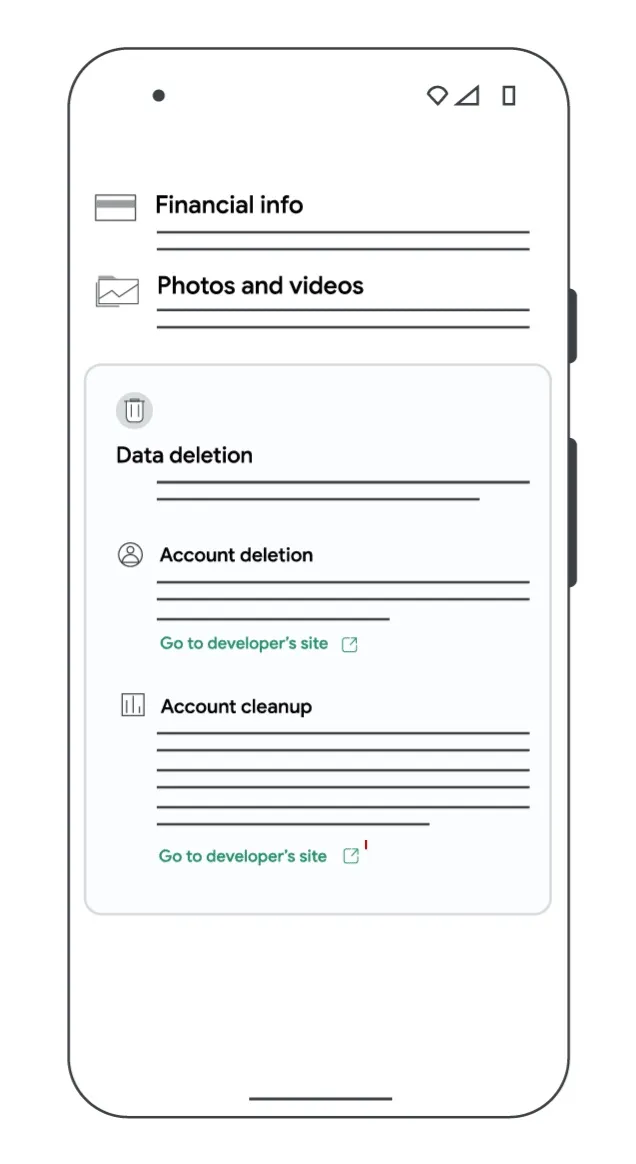 Financial info
Photos and videos
Data deletion
Account deletion
Go to developer's site
Account cleanup
Go to developer's site